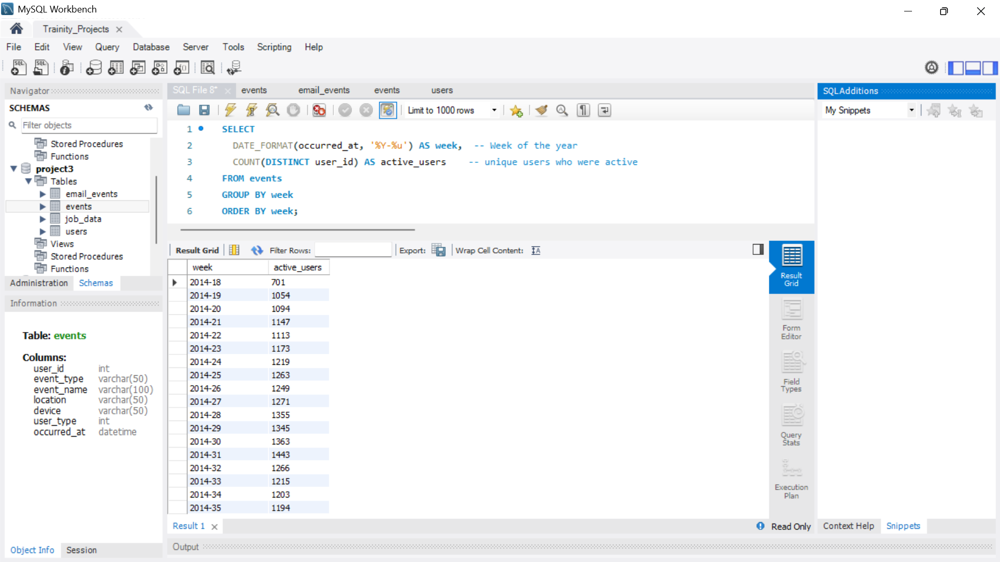 MySQL Workbench
Trainity_Projects
File Edit View Query Database Server Tools Scripting Help
Navigator
SCHEMAS
Filter objects
Stored Procedures
Functions
project3
Tables
email_events
events
job_data
users
Views
Stored Procedures
Functions
Administration Schemas
Information
Table: events
Columns:
user_id int
event_type varchar(50)
event_name varchar(100)
location varchar(50)
device varchar(50)
user_type int
occurred_at datetime
Object Info Session
SQL File 8* events email_events events users
Limit to 1000 rows
1 SELECT
2 DATE_FORMAT(occurred_at, '%Y-%u') AS week, -- Week of the year
3 COUNT(DISTINCT user_id) AS active_users -- unique users who were active
4 FROM events
5 GROUP BY week
6 ORDER BY week;
Result Grid Filter Rows: Export: Wrap Cell Content:
week active_users
2014-18 701
2014-19 1054
2014-20 1094
2014-21 1147
2014-22 1113
2014-23 1173
2014-24 1219
2014-25 1263
2014-26 1249
2014-27 1271
2014-28 1355
2014-29 1345
2014-30 1363
2014-31 1443
2014-32 1266
2014-33 1215
2014-34 1203
2014-35 1194
Result
Grid
Form
Editor
Field
Types
Query
Stats
Execution
Plan
Result 1
Read Only
Output
SQLAdditions
My Snippets
Context Help Snippets